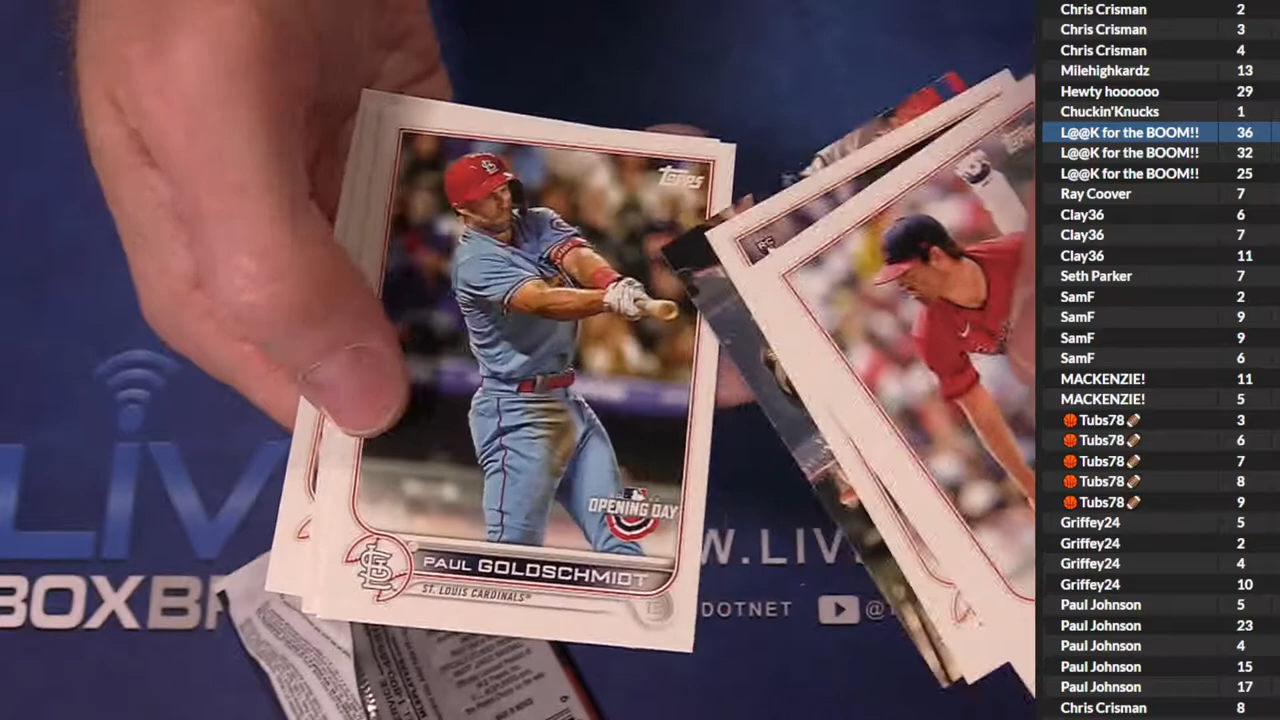 topps
OPENING DAY
PAUL GOLDSCHMIDT
ST. LOUIS CARDINALS
RC
LIV
BOXB
W.LIV
DOTNET
@
Chris Crisman 2
Chris Crisman 3
Chris Crisman 4
Milehighkardz 13
Hewty hoooooo 29
Chuckin'Knucks 1
L@@K for the BOOM!! 36
L@@K for the BOOM!! 32
L@@K for the BOOM!! 25
Ray Coover 7
Clay36 6
Clay36 7
Clay36 11
Seth Parker 7
SamF 2
SamF 9
SamF 9
SamF 6
MACKENZIE! 11
MACKENZIE! 5
🏀 Tubs78 🏈 3
🏀 Tubs78 🏈 6
🏀 Tubs78 🏈 7
🏀 Tubs78 🏈 8
🏀 Tubs78 🏈 9
Griffey24 5
Griffey24 2
Griffey24 4
Griffey24 10
Paul Johnson 5
Paul Johnson 23
Paul Johnson 4
Paul Johnson 15
Paul Johnson 17
Chris Crisman 8